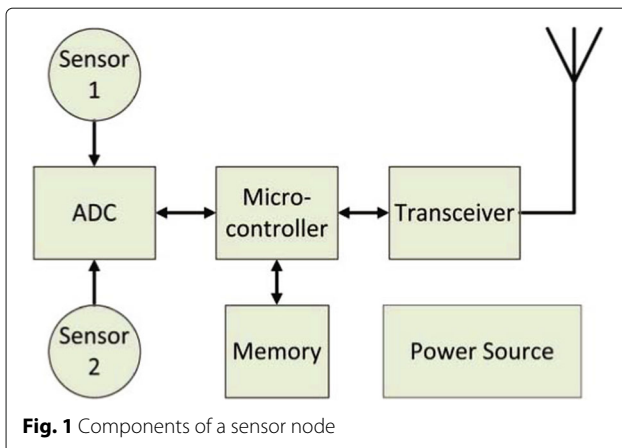 Sensor
1
ADC
Micro-
controller
Transceiver
Sensor
2
Memory
Power Source
Fig. 1 Components of a sensor node